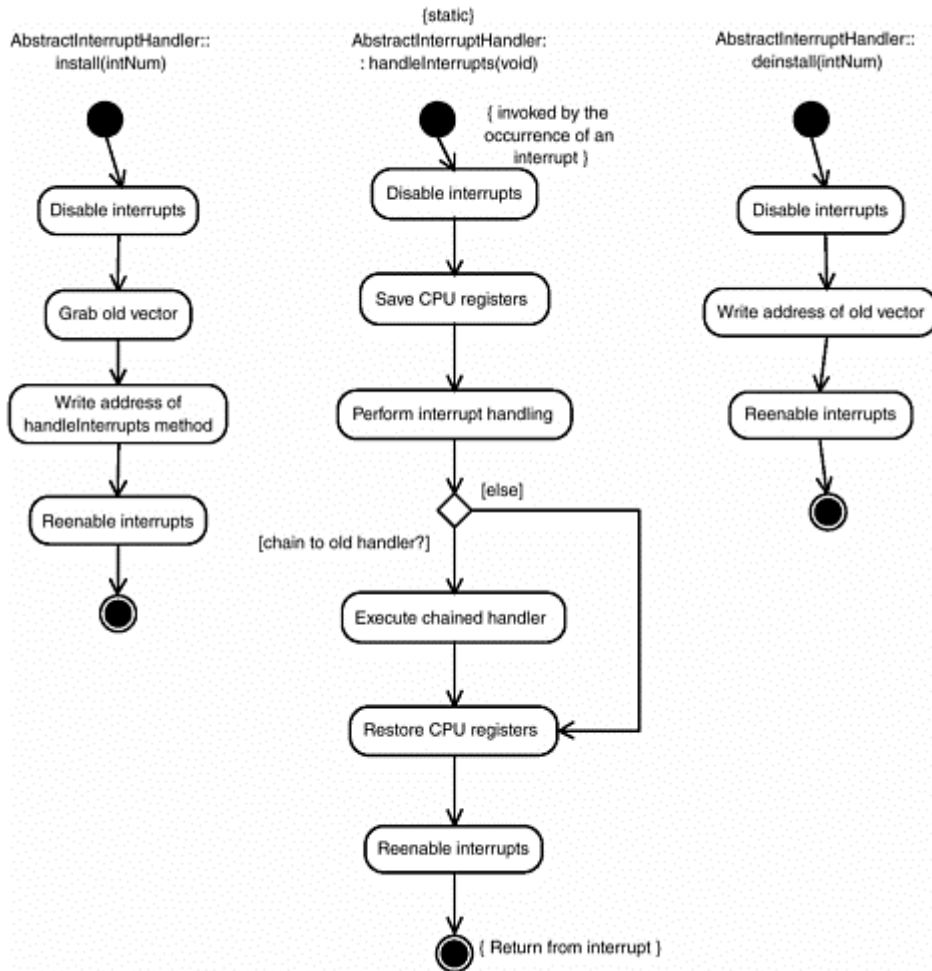 AbstractInterruptHandler::
install(intNum)
Disable interrupts
Grab old vector
Write address of
handleInterrupts method
Reenable interrupts
{static}
AbstractInterruptHandler:
: handleInterrupts(void)
{ invoked by the
occurrence of an
interrupt }
Disable interrupts
Save CPU registers
Perform interrupt handling
[else]
[chain to old handler?]
Execute chained handler
Restore CPU registers
Reenable interrupts
{ Return from interrupt }
AbstractInterruptHandler::
deinstall(intNum)
Disable interrupts
Write address of old vector
Reenable interrupts